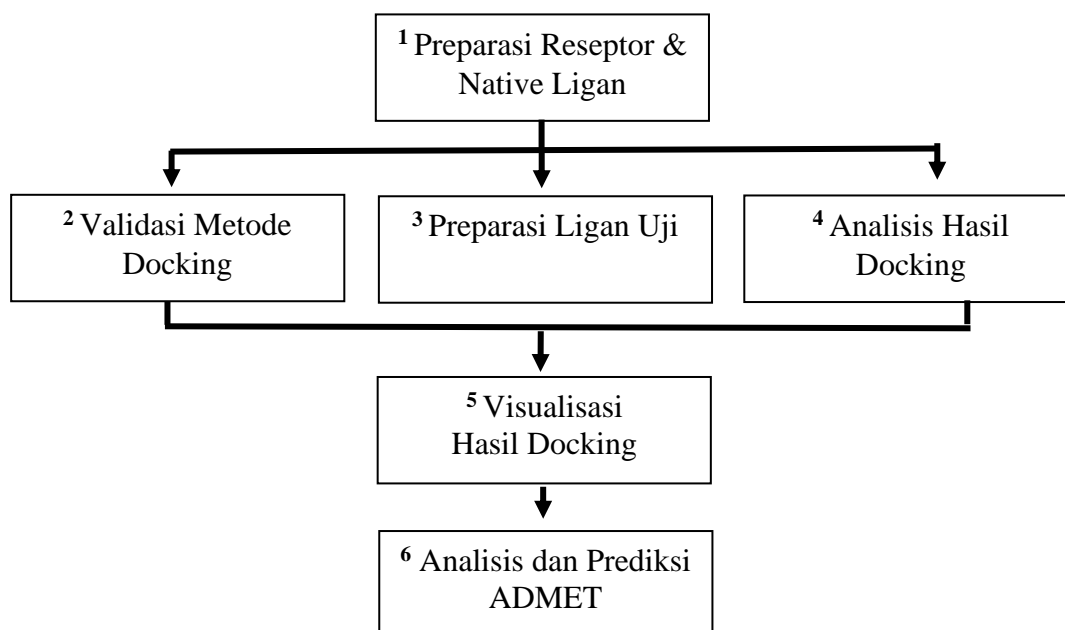 1 Preparasi Reseptor &
Native Ligan
2 Validasi Metode
Docking
3 Preparasi Ligan Uji
4 Analisis Hasil
Docking
5 Visualisasi
Hasil Docking
6 Analisis dan Prediksi
ADMET